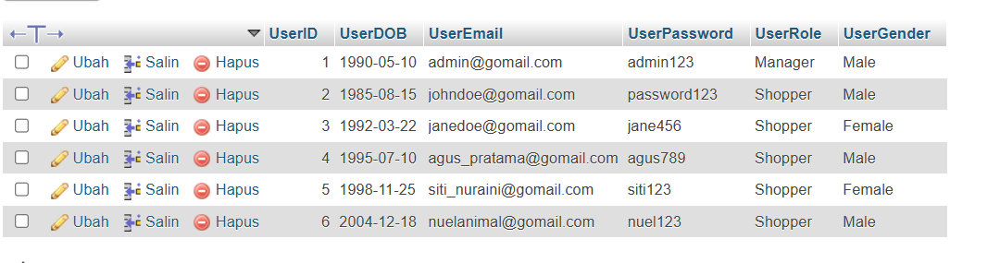 UserID UserDOB UserEmail UserPassword UserRole UserGender
Ubah Salin Hapus 1 1990-05-10 admin@gomail.com admin123 Manager Male
Ubah Salin Hapus 2 1985-08-15 johndoe@gomail.com password123 Shopper Male
Ubah Salin Hapus 3 1992-03-22 janedoe@gomail.com jane456 Shopper Female
Ubah Salin Hapus 4 1995-07-10 agus_pratama@gomail.com agus789 Shopper Male
Ubah Salin Hapus 5 1998-11-25 siti_nuraini@gomail.com siti123 Shopper Female
Ubah Salin Hapus 6 2004-12-18 nuelanimal@gomail.com nuel123 Shopper Male